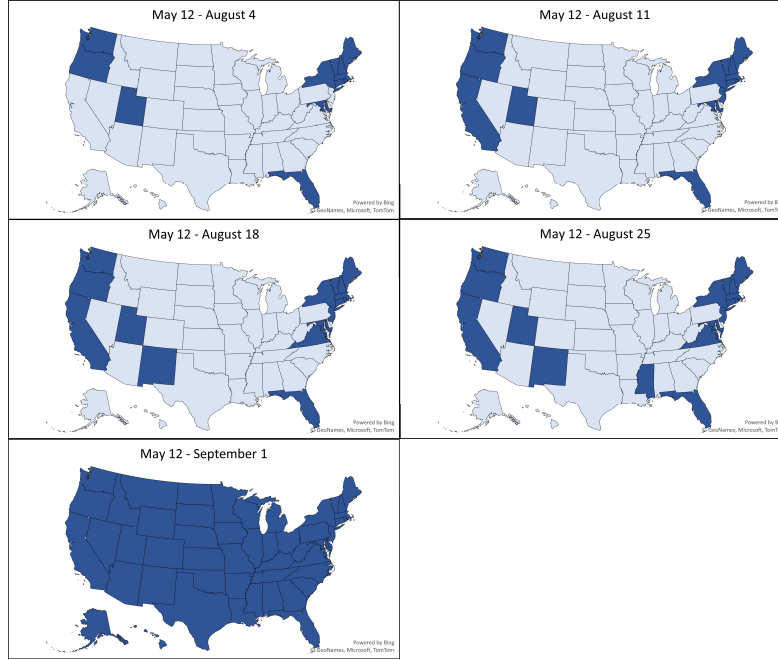 May 12 - August 4
Powered by Bing
© GeoNames, Microsoft, TomTom
May 12 - August 11
Powered by B
© GeoNames, Microsoft, TomT
May 12 - August 18
Powered by Bing
© GeoNames, Microsoft, TomTom
May 12 - August 25
Powered by B
© GeoNames, Microsoft, TomT
May 12 - September 1
Powered by Bing
© GeoNames, Microsoft, TomTom